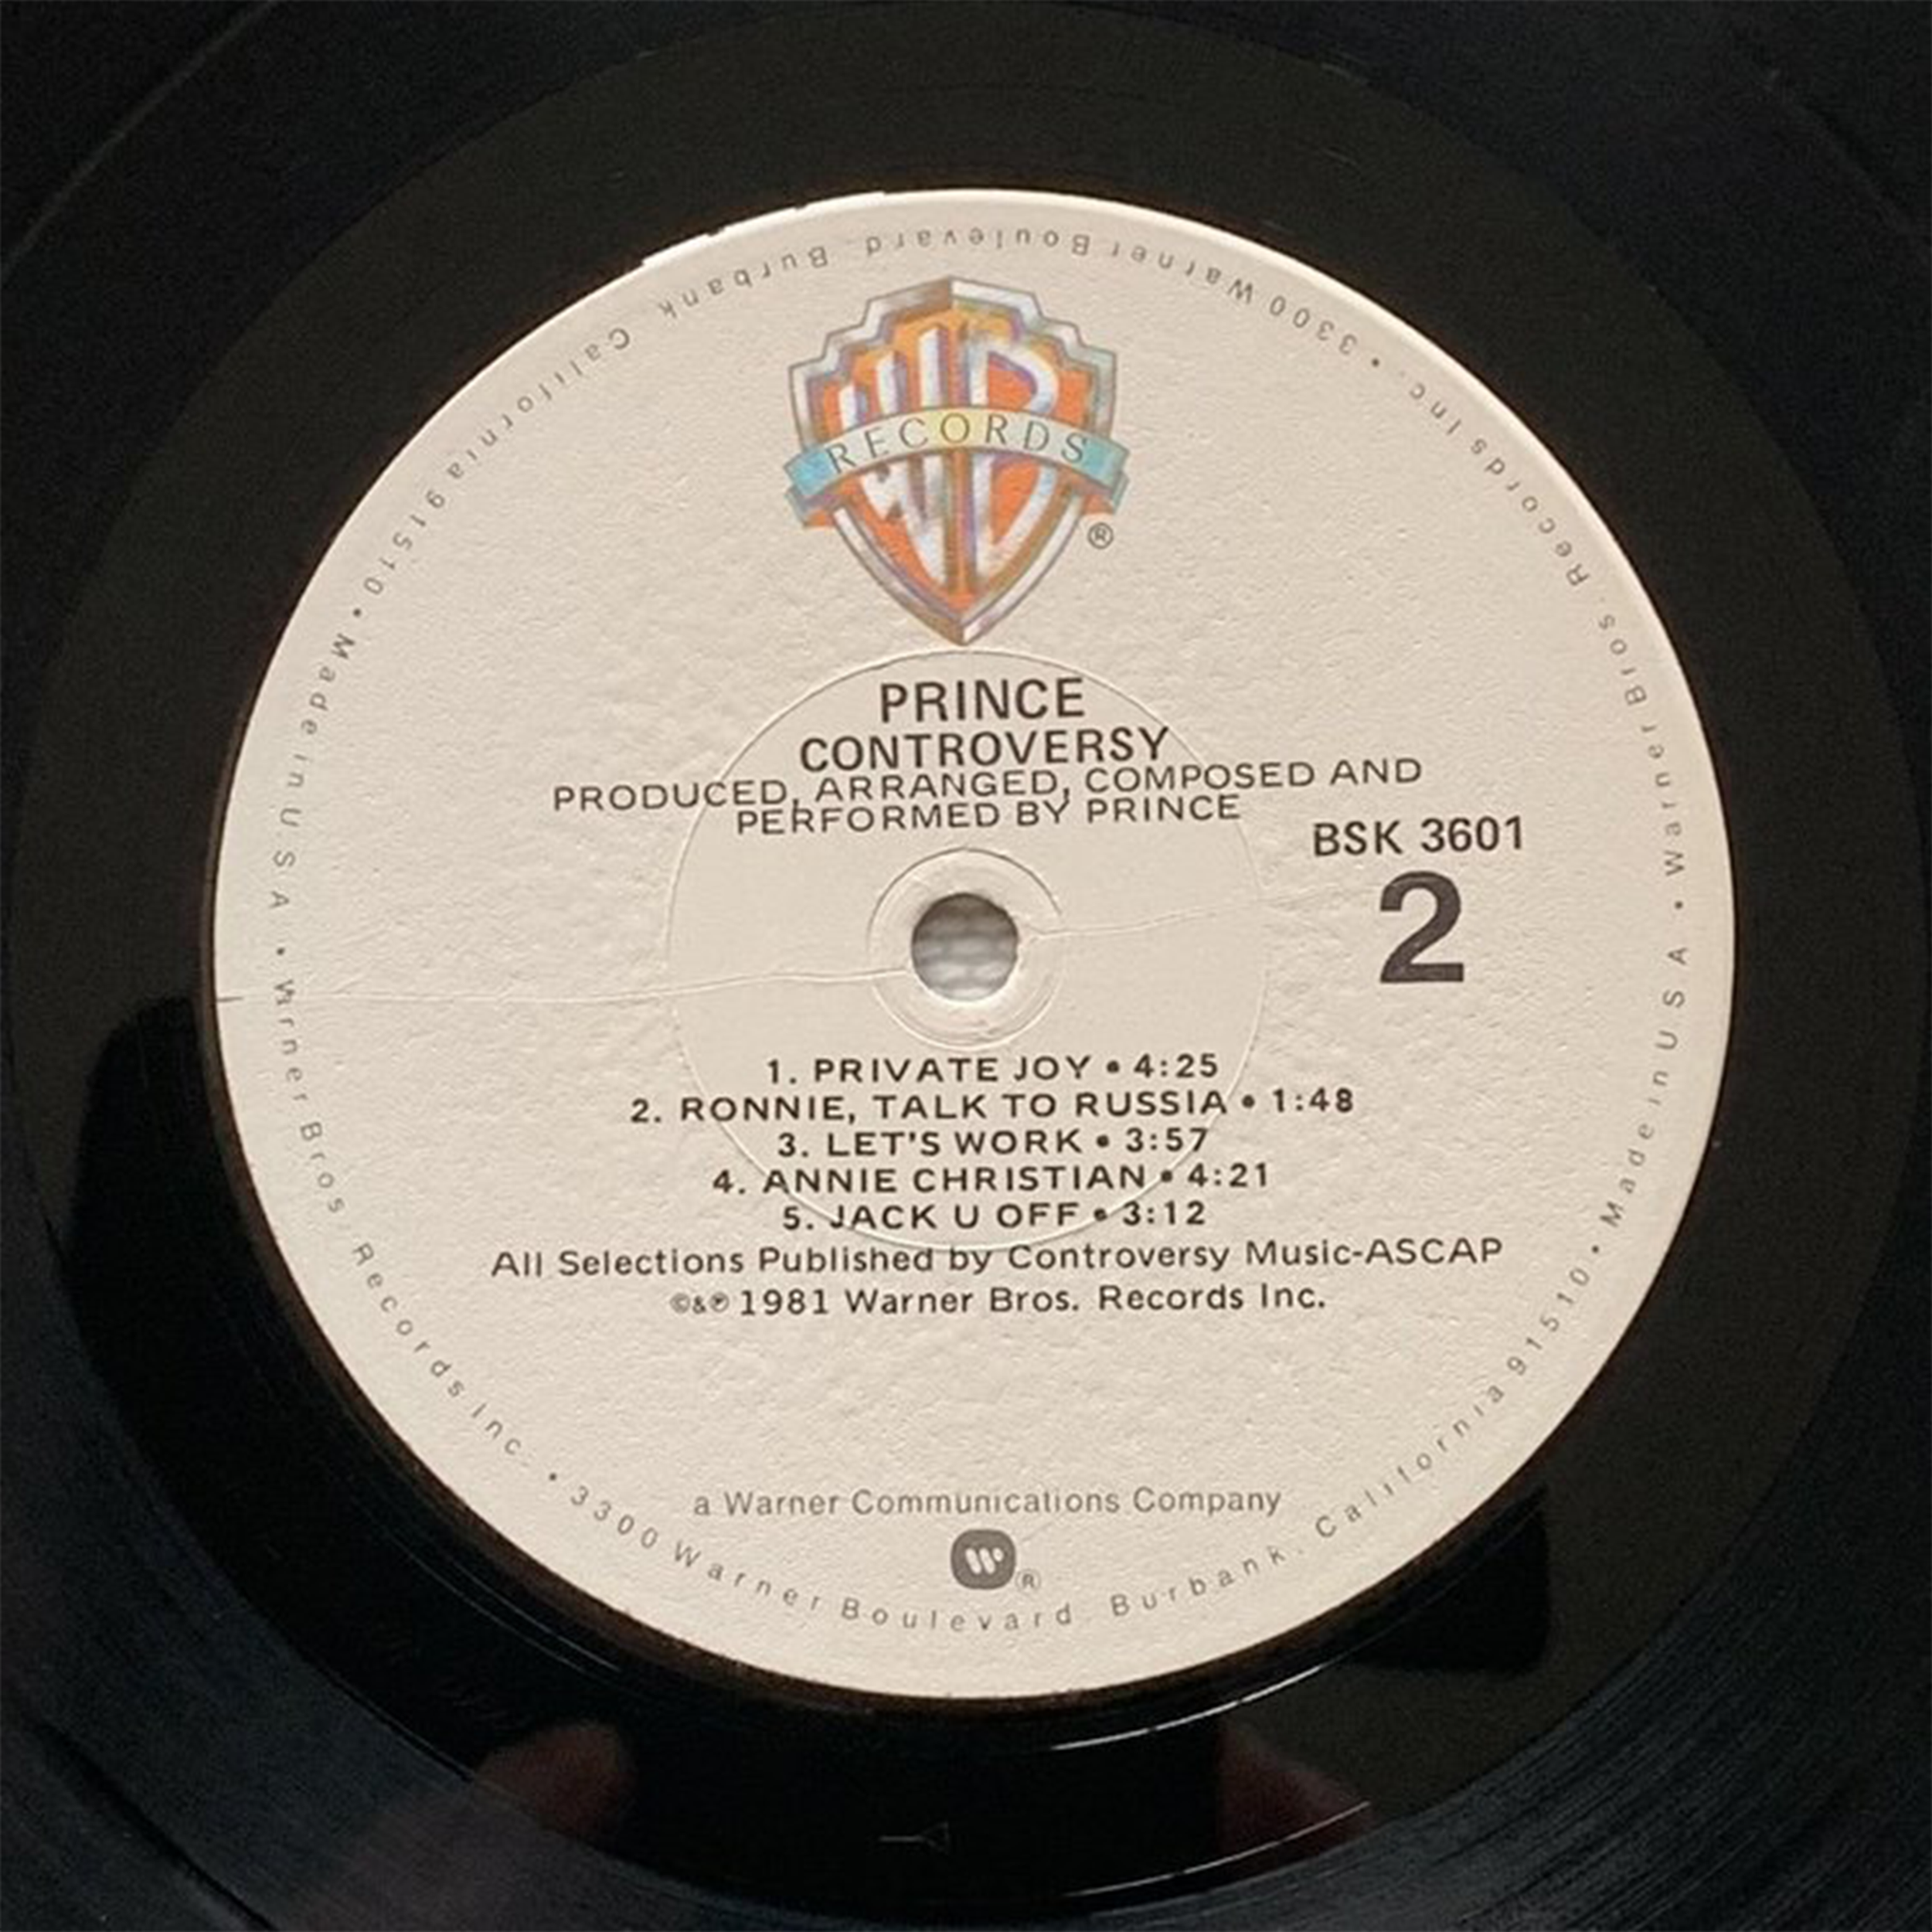 WB
RECORDS
®
PRINCE
CONTROVERSY
PRODUCED, ARRANGED, COMPOSED AND
PERFORMED BY PRINCE
BSK 3601
2
1. PRIVATE JOY • 4:25
2. RONNIE, TALK TO RUSSIA • 1:48
3. LET'S WORK • 3:57
4. ANNIE CHRISTIAN • 4:21
5. JACK U OFF • 3:12
All Selections Published by Controversy Music-ASCAP
©&℗ 1981 Warner Bros. Records Inc.
a Warner Communications Company
W ®
Warner Bros. Records Inc. • 3300 Warner Boulevard Burbank California 91510 • Made in U S A •
Wrner Bros. Records Inc. • 3300 Warner Boulevard Burbank. California 91510 • Made in U S A •